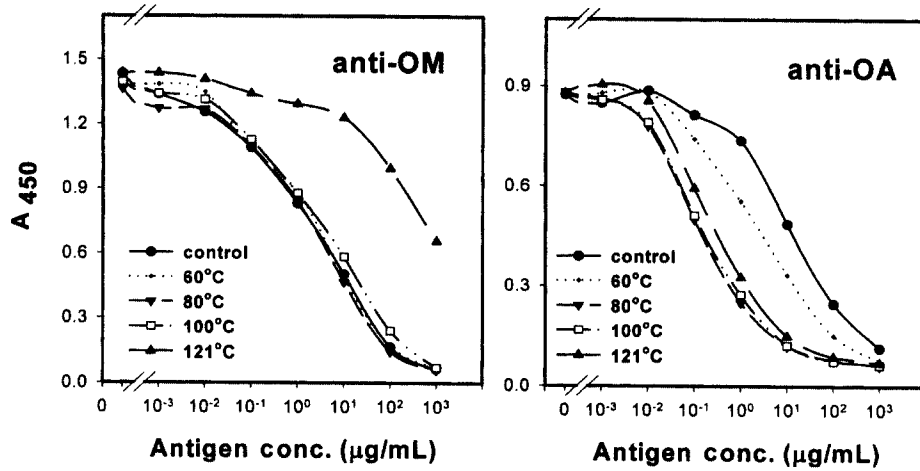 anti-OM
1.5
1.2
0.9
0.6
0.3
0.0
A 450
control
60°C
80°C
100°C
121°C
0 10-3 10-2 10-1 100 101 102 103
Antigen conc. (μg/mL)
anti-OA
0.9
0.6
0.3
0.0
control
60°C
80°C
100°C
121°C
0 10-3 10-2 10-1 100 101 102 103
Antigen conc. (μg/mL)